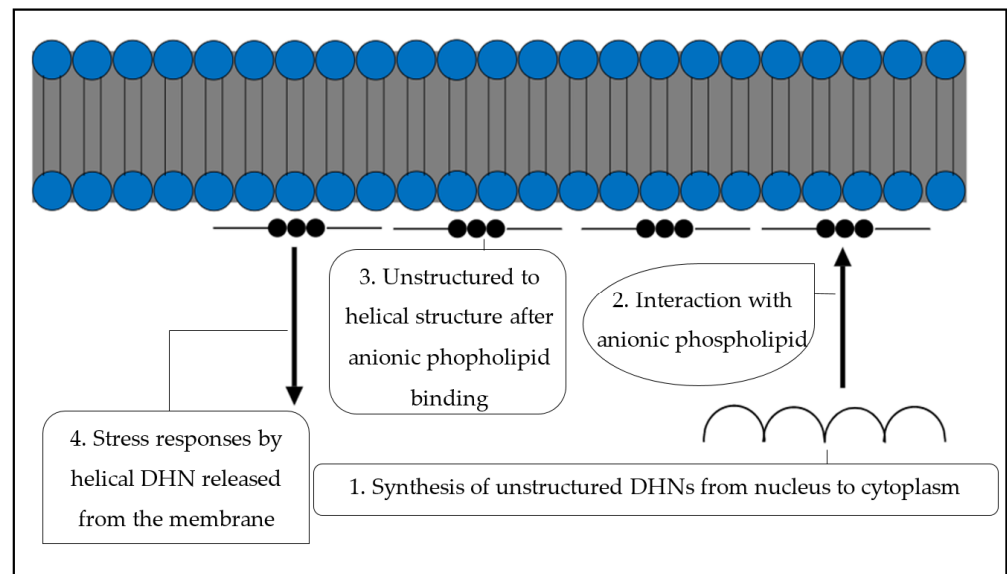 3. Unstructured to
helical structure after
anionic phopholipid
binding
2. Interaction with
anionic phospholipid
4. Stress responses by
helical DHN released
from the membrane
1. Synthesis of unstructured DHNs from nucleus to cytoplasm